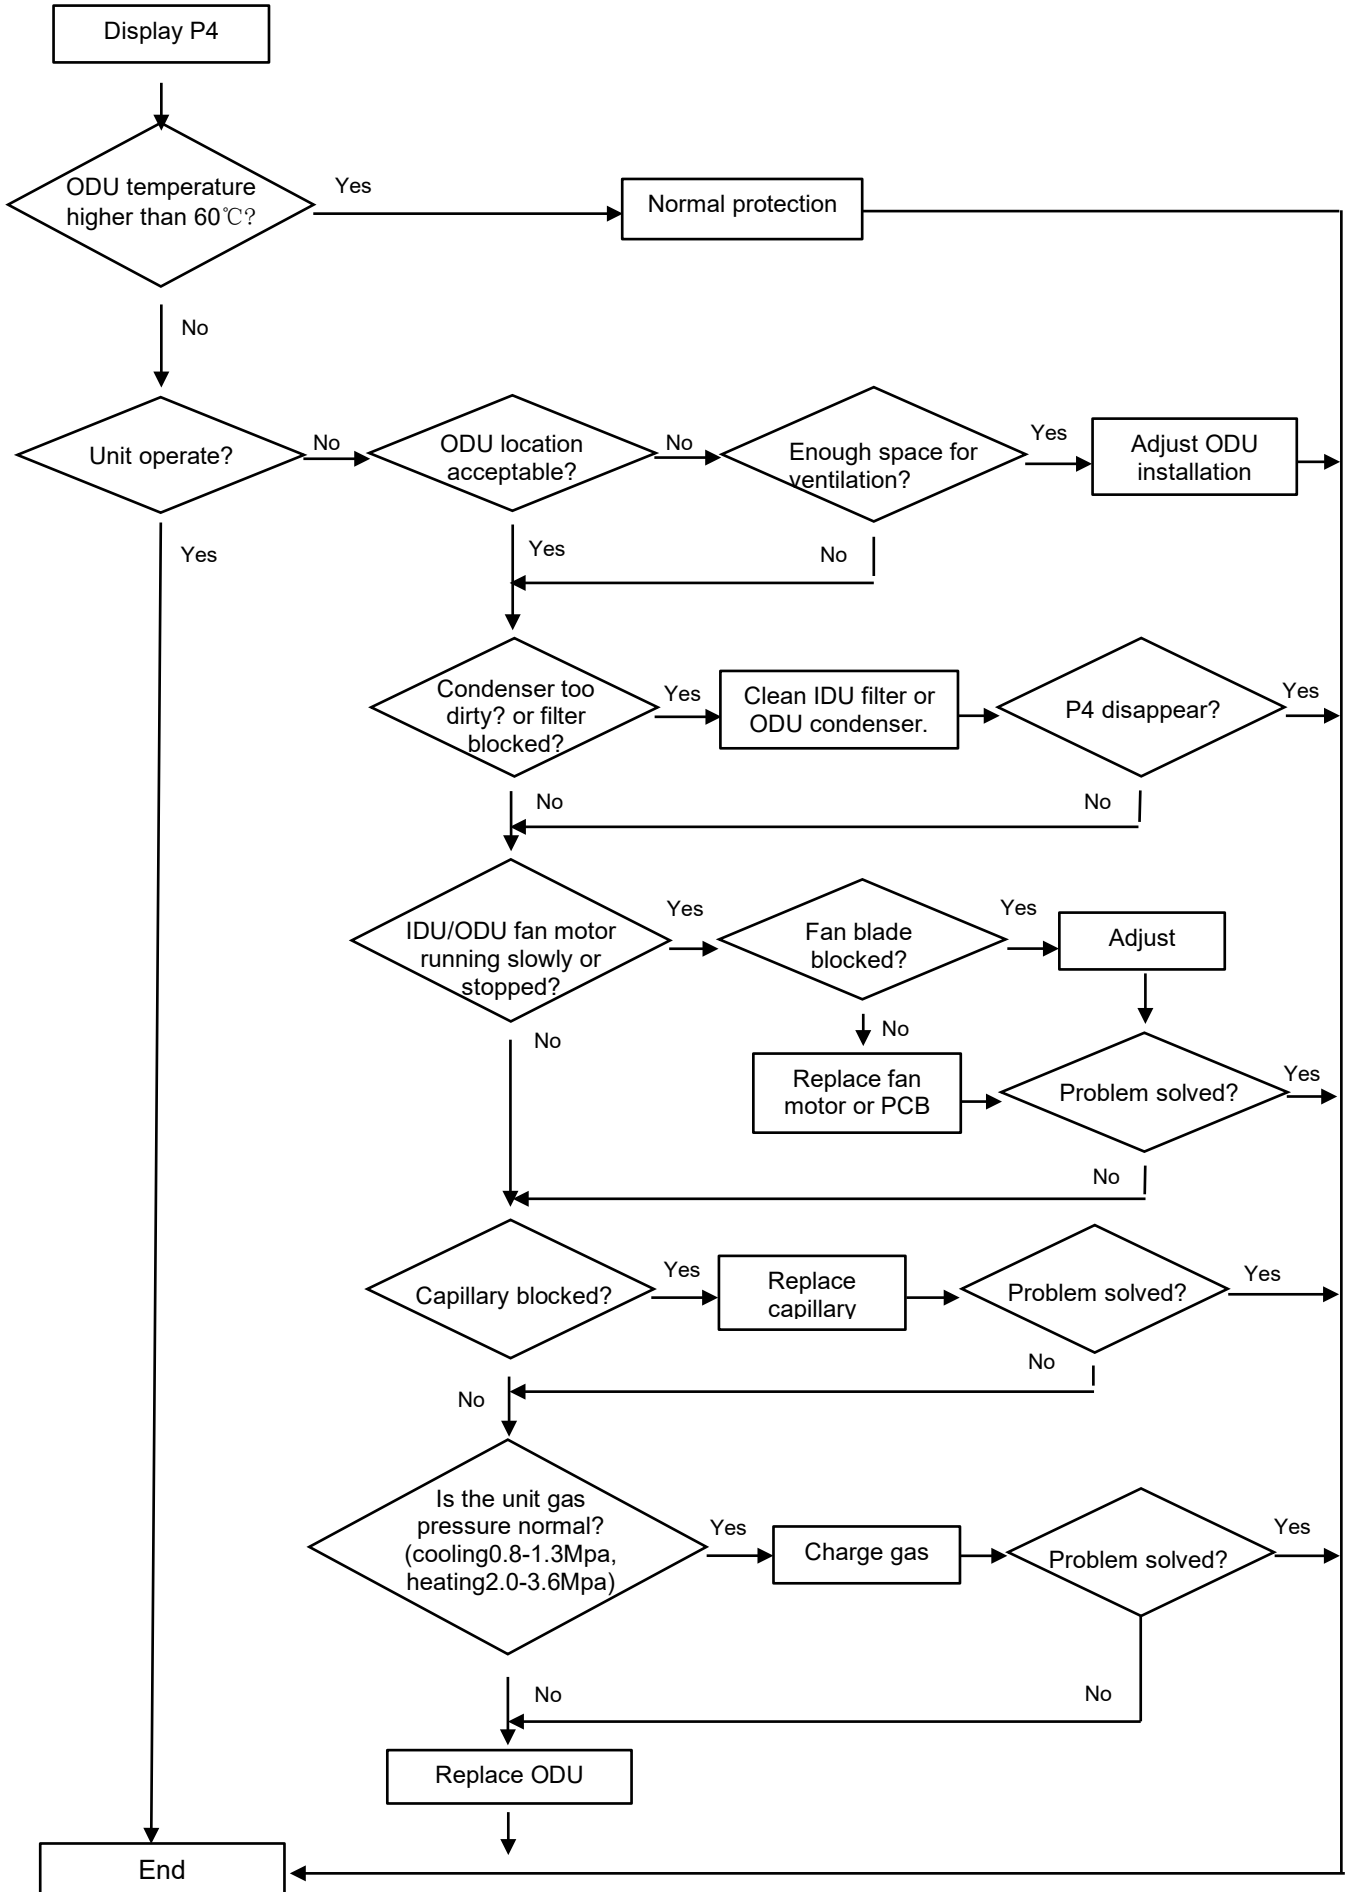 Display P4
ODU temperature
higher than 60℃?
Yes
Normal protection
No
Unit operate?
No
ODU location
acceptable?
No
Enough space for
ventilation?
Yes
Adjust ODU
installation
Yes
Yes
No
Condenser too
dirty? or filter
blocked?
Yes
Clean IDU filter or
ODU condenser.
P4 disappear?
Yes
No
No
IDU/ODU fan motor
running slowly or
stopped?
Yes
Fan blade
blocked?
Yes
Adjust
No
No
Replace fan
motor or PCB
Problem solved?
Yes
No
Capillary blocked?
Yes
Replace
capillary
Problem solved?
Yes
No
No
Is the unit gas
pressure normal?
(cooling0.8-1.3Mpa,
heating2.0-3.6Mpa)
Yes
Charge gas
Problem solved?
Yes
No
No
Replace ODU
End